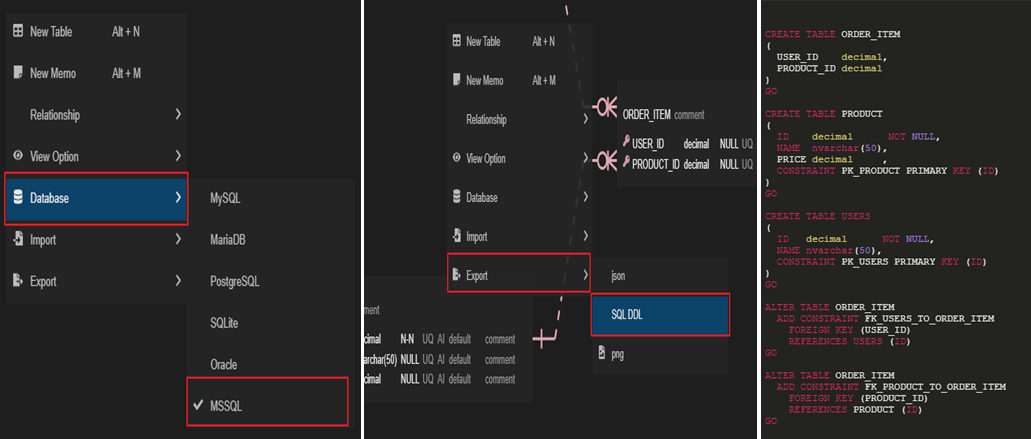 New Table Alt + N
New Memo Alt + M
Relationship
View Option
Database
Import
Export
MySQL
MariaDB
PostgreSQL
SQLite
Oracle
MSSQL
New Table Alt + N
New Memo Alt + M
Relationship
View Option
Database
Import
Export
json
SQL DDL
png
ORDER_ITEM comment
USER_ID decimal NULL UQ
PRODUCT_ID decimal NULL UQ
ment
cimal N-N UQ AI default comment
archar(50) NULL UQ AI default comment
cimal NULL UQ AI default comment
CREATE TABLE ORDER_ITEM
(
USER_ID decimal,
PRODUCT_ID decimal
)
GO
CREATE TABLE PRODUCT
(
ID decimal NOT NULL,
NAME nvarchar(50),
PRICE decimal ,
CONSTRAINT PK_PRODUCT PRIMARY KEY (ID)
)
GO
CREATE TABLE USERS
(
ID decimal NOT NULL,
NAME nvarchar(50),
CONSTRAINT PK_USERS PRIMARY KEY (ID)
)
GO
ALTER TABLE ORDER_ITEM
ADD CONSTRAINT FK_USERS_TO_ORDER_ITEM
FOREIGN KEY (USER_ID)
REFERENCES USERS (ID)
GO
ALTER TABLE ORDER_ITEM
ADD CONSTRAINT FK_PRODUCT_TO_ORDER_ITEM
FOREIGN KEY (PRODUCT_ID)
REFERENCES PRODUCT (ID)
GO